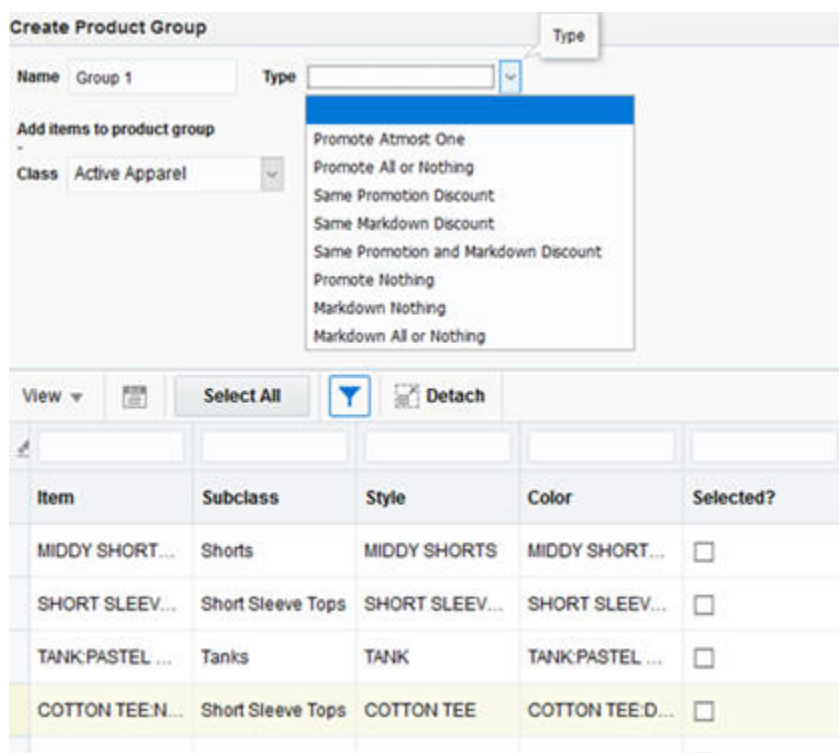 Create Product Group
Type
Name Group 1 Type
Add items to product group
-
Class Active Apparel
Promote Atmost One
Promote All or Nothing
Same Promotion Discount
Same Markdown Discount
Same Promotion and Markdown Discount
Promote Nothing
Markdown Nothing
Markdown All or Nothing
View Select All Detach
Item Subclass Style Color Selected?
MIDDY SHORT... Shorts MIDDY SHORTS MIDDY SHORT...
SHORT SLEEV... Short Sleeve Tops SHORT SLEEV... SHORT SLEEV...
TANK:PASTEL ... Tanks TANK TANK:PASTEL ...
COTTON TEE:N... Short Sleeve Tops COTTON TEE COTTON TEE:D...